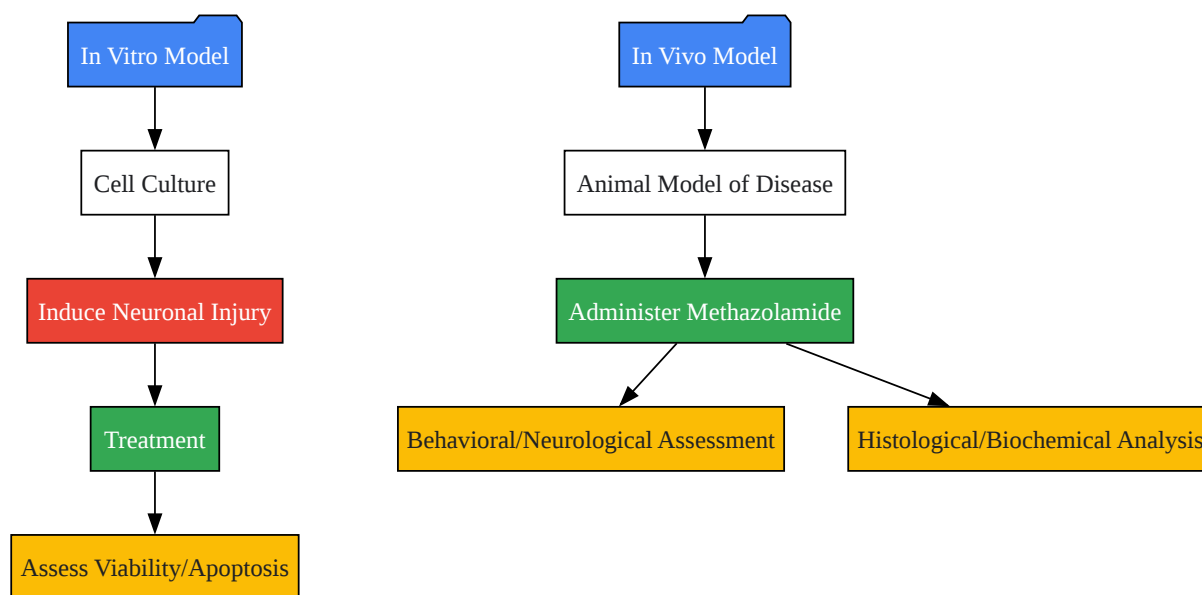 In Vitro Model
Cell Culture
Induce Neuronal Injury
Treatment
Assess Viability/Apoptosis
In Vivo Model
Animal Model of Disease
Administer Methazolamide
Behavioral/Neurological Assessment
Histological/Biochemical Analysis